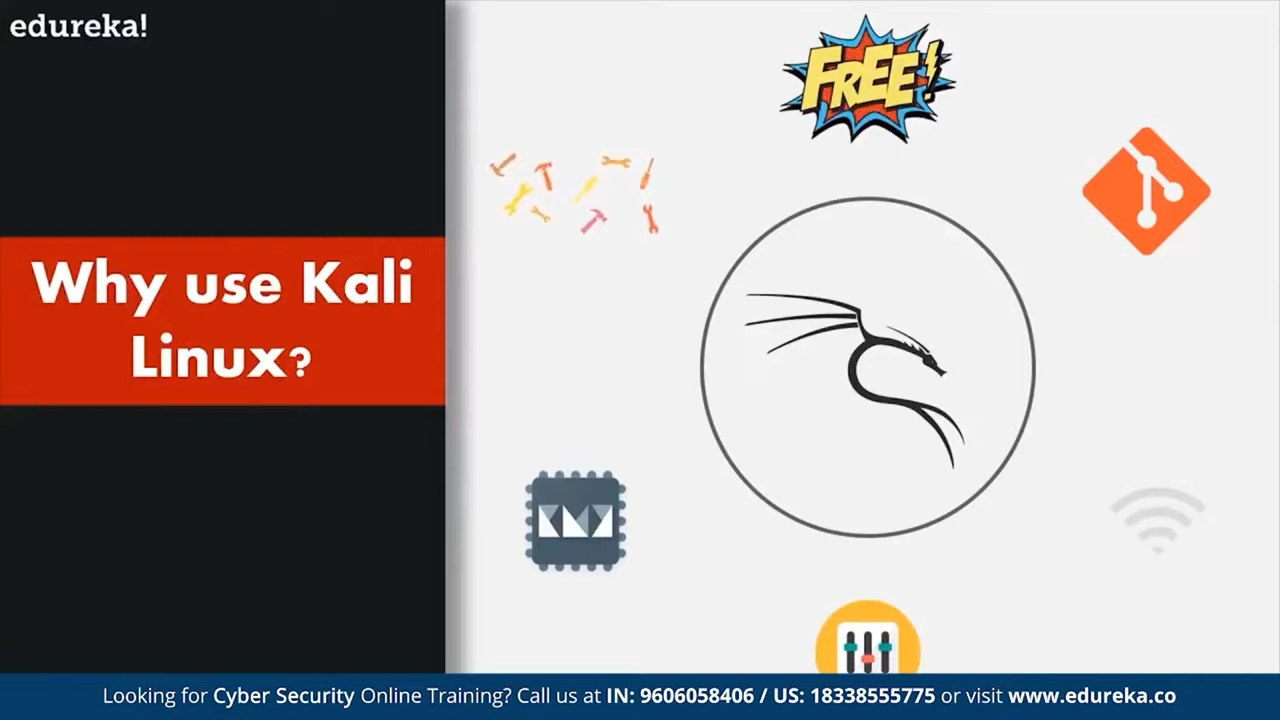 edureka!
FREE!
Why use Kali
Linux?
Looking for Cyber Security Online Training? Call us at IN: 9606058406 / US: 18338555775 or visit www.edureka.co